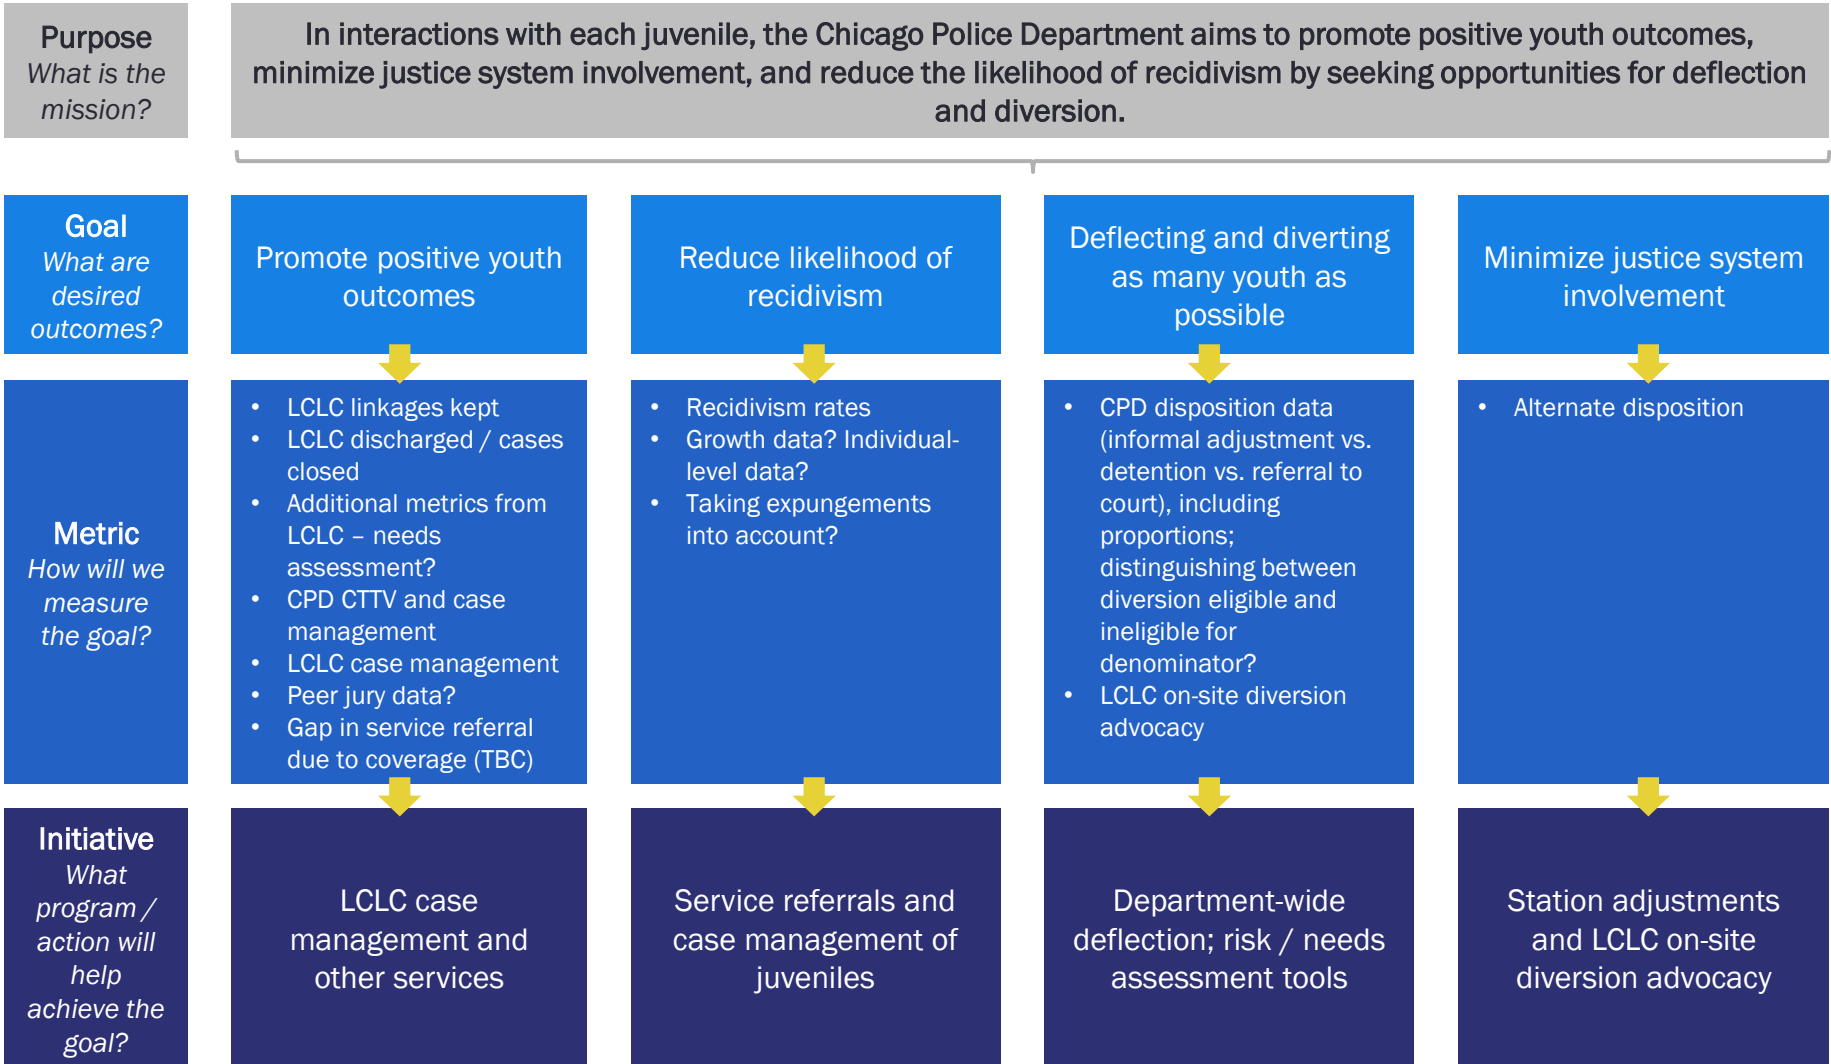 Purpose
What is the
mission?
In interactions with each juvenile, the Chicago Police Department aims to promote positive youth outcomes,
minimize justice system involvement, and reduce the likelihood of recidivism by seeking opportunities for deflection
and diversion.
Goal
What are
desired
outcomes?
Promote positive youth
outcomes
Reduce likelihood of
recidivism
Deflecting and diverting
as many youth as
possible
Minimize justice system
involvement
Metric
How will we
measure
the goal?
• LCLC linkages kept
• LCLC discharged / cases
closed
• Additional metrics from
LCLC – needs
assessment?
• CPD CTTV and case
management
• LCLC case management
• Peer jury data?
• Gap in service referral
due to coverage (TBC)
• Recidivism rates
• Growth data? Individual-
level data?
• Taking expungements
into account?
• CPD disposition data
(informal adjustment vs.
detention vs. referral to
court), including
proportions;
distinguishing between
diversion eligible and
ineligible for
denominator?
• LCLC on-site diversion
advocacy
• Alternate disposition
Initiative
What
program /
action will
help
achieve the
goal?
LCLC case
management and
other services
Service referrals and
case management of
juveniles
Department-wide
deflection; risk / needs
assessment tools
Station adjustments
and LCLC on-site
diversion advocacy